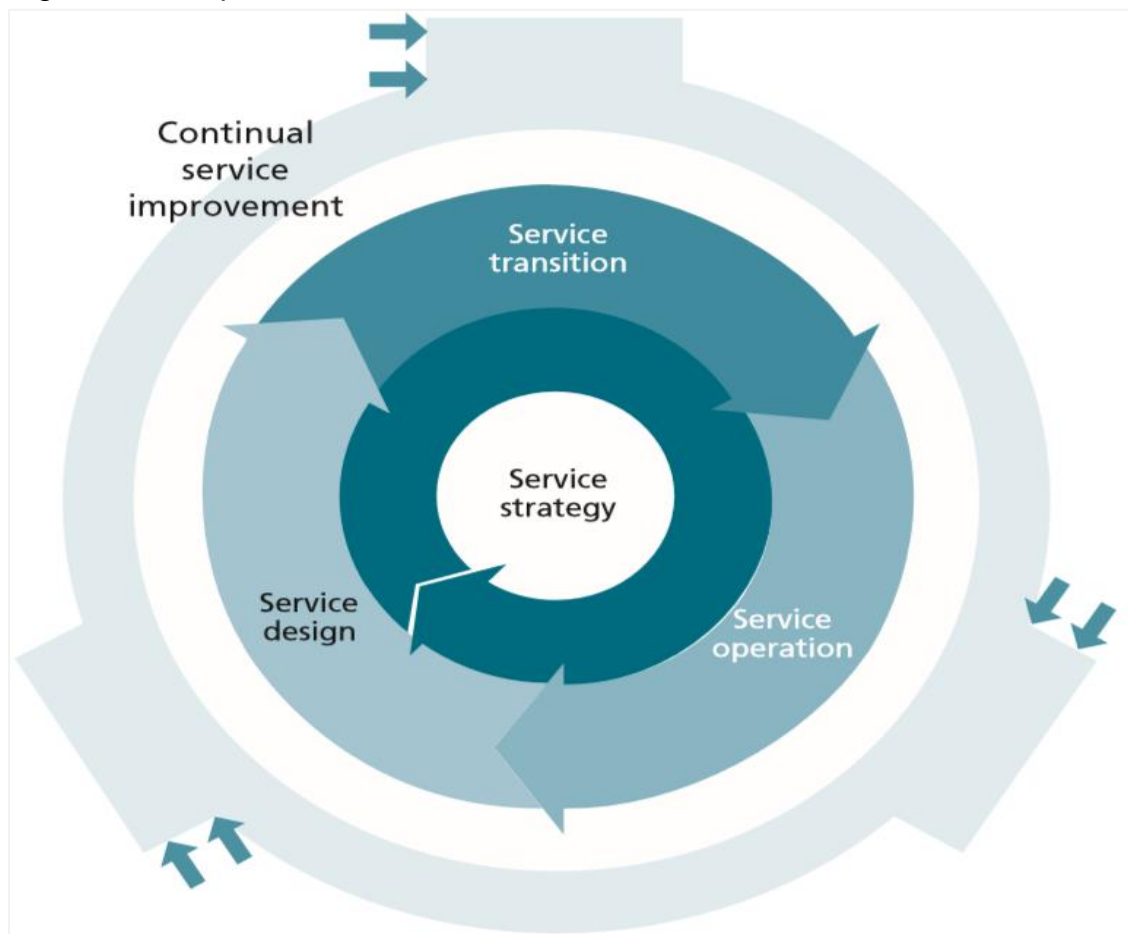 Continual
service
improvement
Service
transition
Service
strategy
Service
design
Service
operation